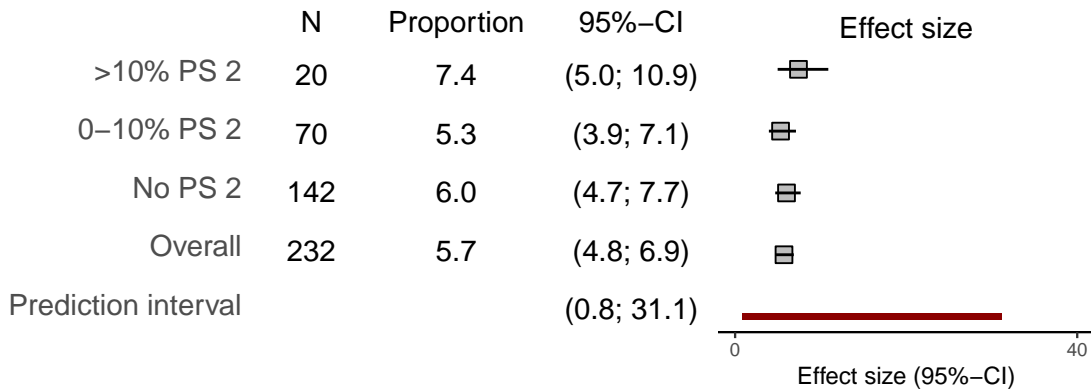 N Proportion 95%−CI Effect size
>10% PS 2 20 7.4 (5.0; 10.9)
0−10% PS 2 70 5.3 (3.9; 7.1)
No PS 2 142 6.0 (4.7; 7.7)
Overall 232 5.7 (4.8; 6.9)
Prediction interval (0.8; 31.1)
0 40
Effect size (95%−CI)